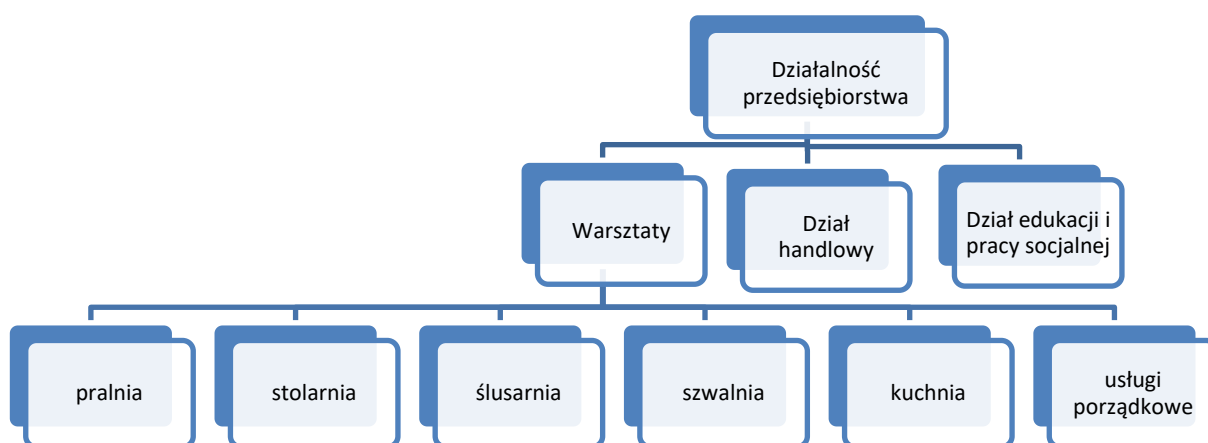 Działalność
przedsiębiorstwa
Warsztaty
Dział
handlowy
Dział edukacji i
pracy socjalnej
pralnia
stolarnia
ślusarnia
szwalnia
kuchnia
usługi
porządkowe